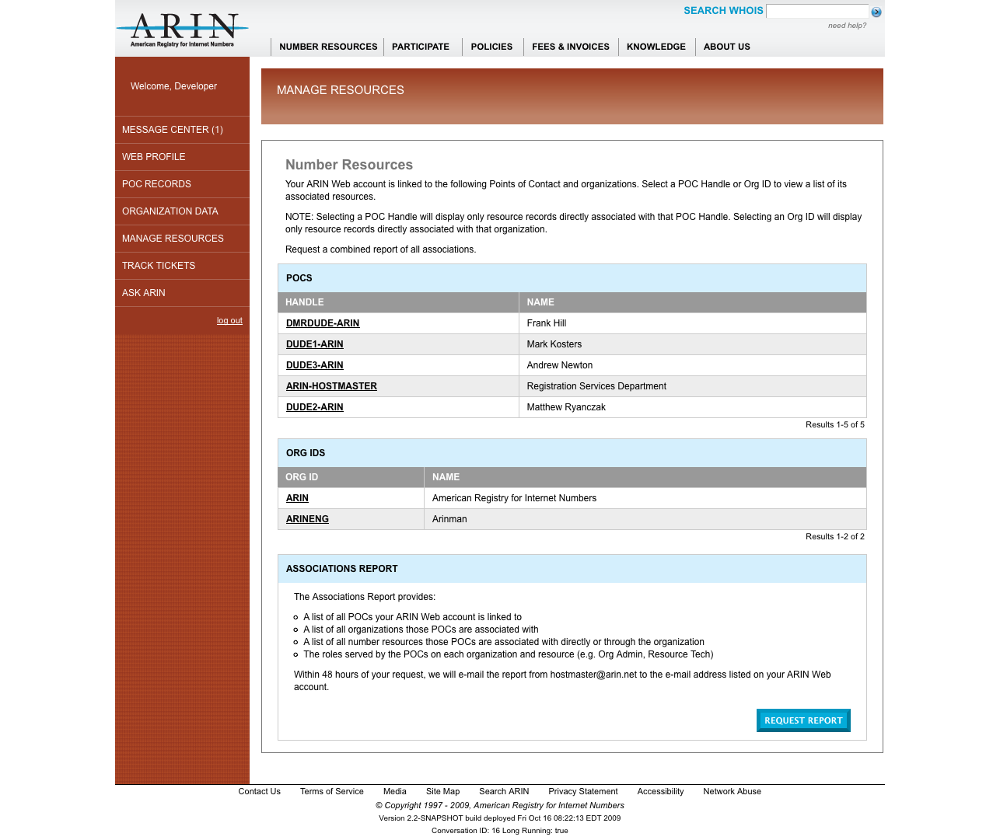 ARIN
American Registry for Internet Numbers
SEARCH WHOIS
need help?
NUMBER RESOURCES PARTICIPATE POLICIES FEES & INVOICES KNOWLEDGE ABOUT US
Welcome, Developer
MESSAGE CENTER (1)
WEB PROFILE
POC RECORDS
ORGANIZATION DATA
MANAGE RESOURCES
TRACK TICKETS
ASK ARIN
log out
MANAGE RESOURCES
Number Resources
Your ARIN Web account is linked to the following Points of Contact and organizations. Select a POC Handle or Org ID to view a list of its
associated resources.
NOTE: Selecting a POC Handle will display only resource records directly associated with that POC Handle. Selecting an Org ID will display
only resource records directly associated with that organization.
Request a combined report of all associations.
POCS
HANDLE NAME
DMRDUDE-ARIN Frank Hill
DUDE1-ARIN Mark Kosters
DUDE3-ARIN Andrew Newton
ARIN-HOSTMASTER Registration Services Department
DUDE2-ARIN Matthew Ryanczak
Results 1-5 of 5
ORG IDS
ORG ID NAME
ARIN American Registry for Internet Numbers
ARINENG Arinman
Results 1-2 of 2
ASSOCIATIONS REPORT
The Associations Report provides:
A list of all POCs your ARIN Web account is linked to
A list of all organizations those POCs are associated with
A list of all number resources those POCs are associated with directly or through the organization
The roles served by the POCs on each organization and resource (e.g. Org Admin, Resource Tech)
Within 48 hours of your request, we will e-mail the report from hostmaster@arin.net to the e-mail address listed on your ARIN Web
account.
REQUEST REPORT
Contact Us Terms of Service Media Site Map Search ARIN Privacy Statement Accessibility Network Abuse
© Copyright 1997 - 2009, American Registry for Internet Numbers
Version 2.2-SNAPSHOT build deployed Fri Oct 16 08:22:13 EDT 2009
Conversation ID: 16 Long Running: true